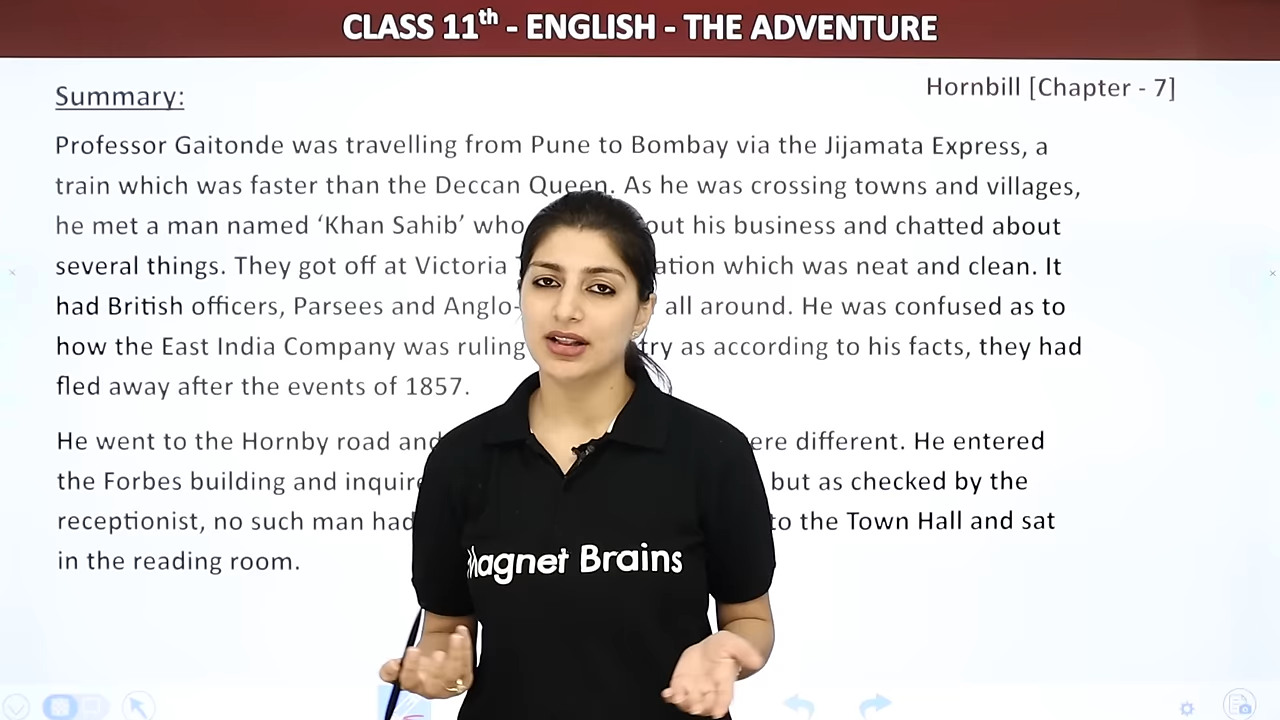 CLASS 11th - ENGLISH - THE ADVENTURE
Hornbill [Chapter - 7]
Summary:
Professor Gaitonde was travelling from Pune to Bombay via the Jijamata Express, a
train which was faster than the Deccan Queen. As he was crossing towns and villages,
he met a man named ‘Khan Sahib’ who his business and chatted about
several things. They got off at Victoria which was neat and clean. It
had British officers, Parsees and all around. He was confused as to
how the East India Company was ruling as according to his facts, they had
fled away after the events of 1857.
He went to the Hornby road and different. He entered
the Forbes building and but as checked by the
receptionist, no such man had to the Town Hall and sat
in the reading room.
Magnet Brains